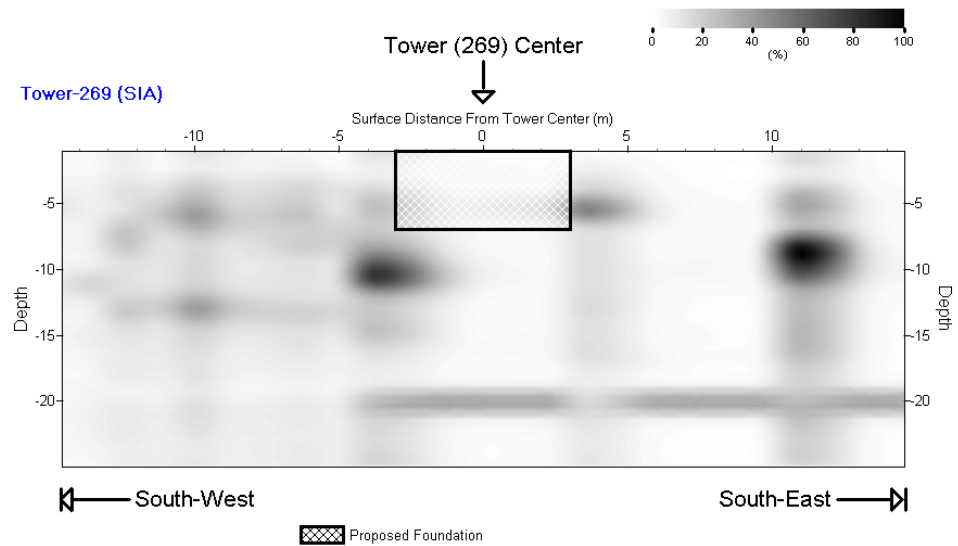 0 20 40 60 80 100
(%)
Tower (269) Center
Tower-269 (SIA)
Surface Distance From Tower Center (m)
-10 -5 0 5 10
-5 -5
-10 -10
-15 -15
-20 -20
Depth
Depth
South-West
South-East
Proposed Foundation